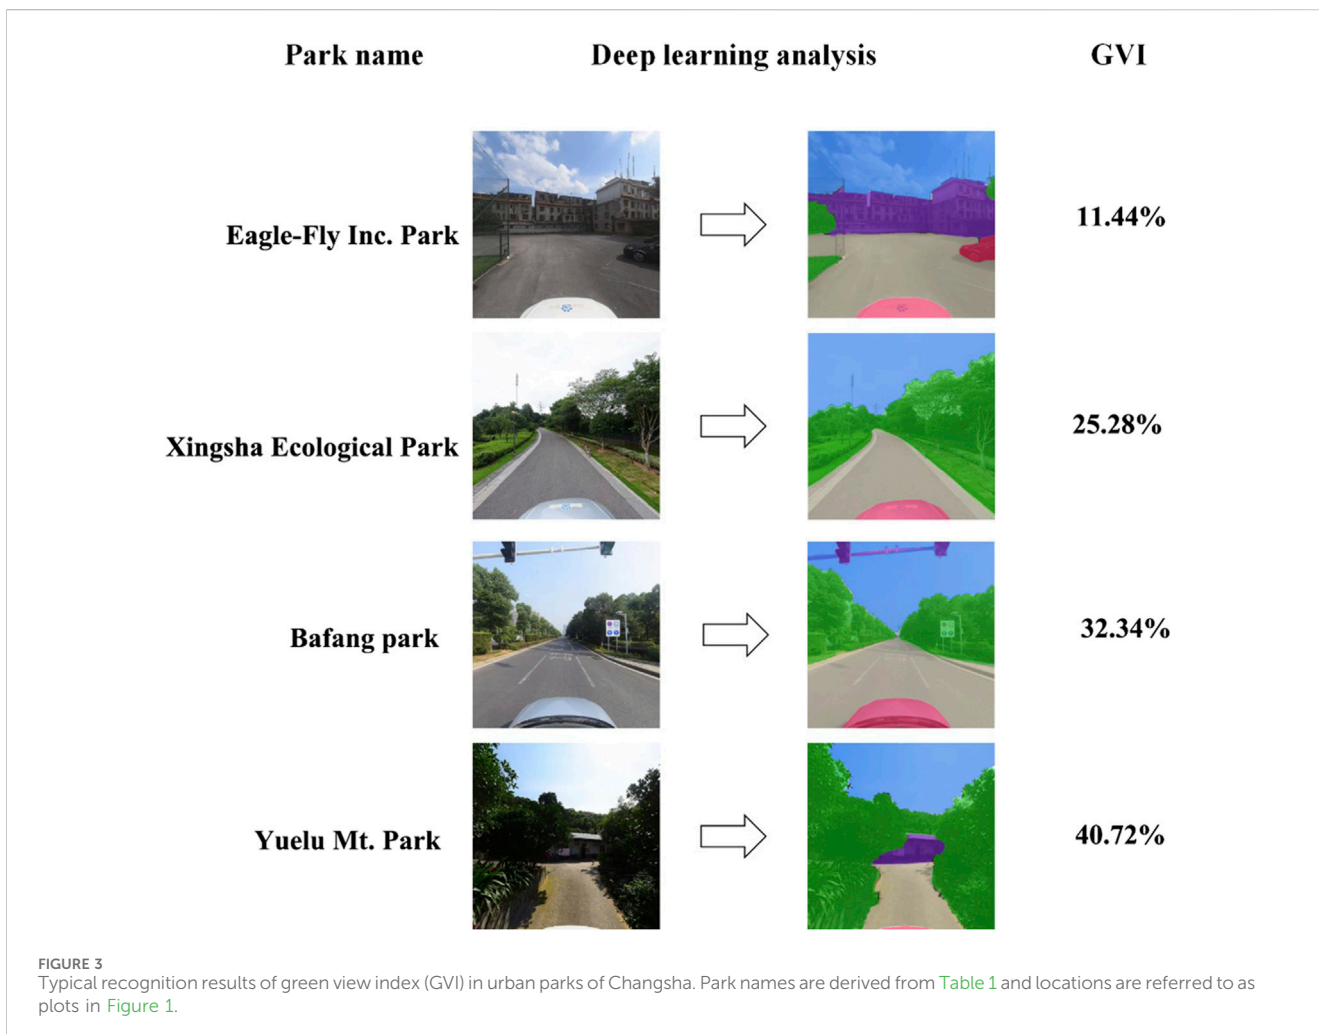 Park name Deep learning analysis GVI
Eagle-Fly Inc. Park 11.44%
Xingsha Ecological Park 25.28%
Bafang park 32.34%
Yuelu Mt. Park 40.72%
FIGURE 3
Typical recognition results of green view index (GVI) in urban parks of Changsha. Park names are derived from Table 1 and locations are referred to as
plots in Figure 1.